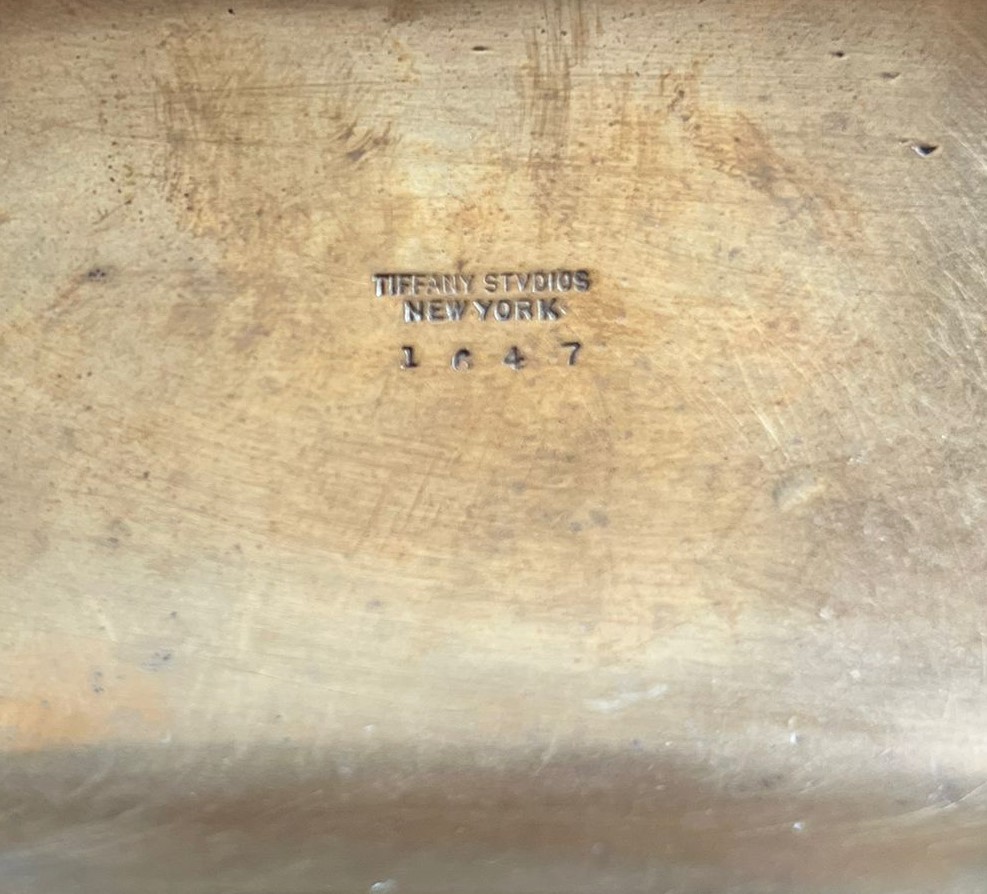 TIFFANY STVDIOS
NEW YORK
1647